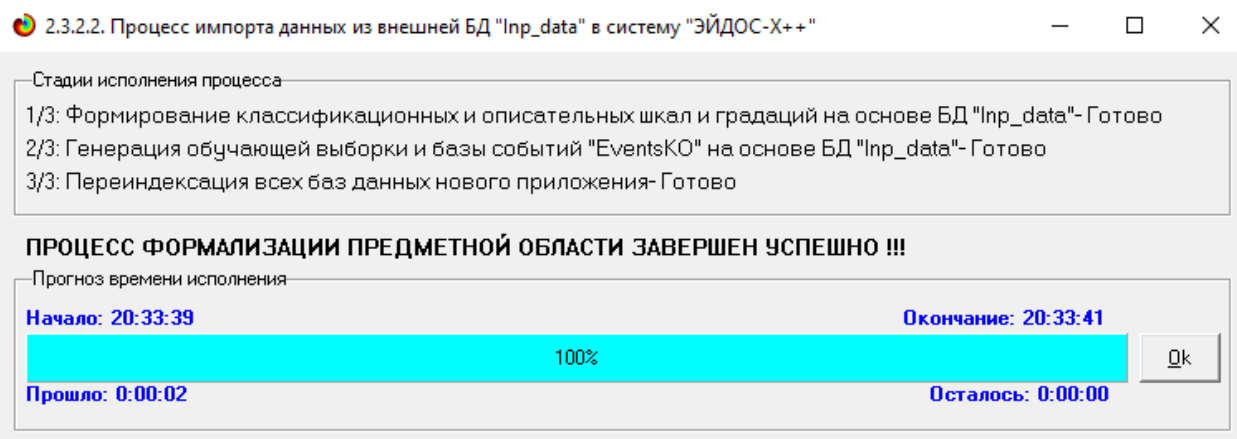 2.3.2.2. Процесс импорта данных из внешней БД "Inp_data" в систему "ЭЙДОС-X++"
Стадии исполнения процесса
1/3: Формирование классификационных и описательных шкал и градаций на основе БД "Inp_data"- Готово
2/3: Генерация обучающей выборки и базы событий "EventsKO" на основе БД "Inp_data"- Готово
3/3: Переиндексация всех баз данных нового приложения- Готово
ПРОЦЕСС ФОРМАЛИЗАЦИИ ПРЕДМЕТНОЙ ОБЛАСТИ ЗАВЕРШЕН УСПЕШНО !!!
Прогноз времени исполнения
Начало: 20:33:39 Окончание: 20:33:41
100% Ok
Прошло: 0:00:02 Осталось: 0:00:00